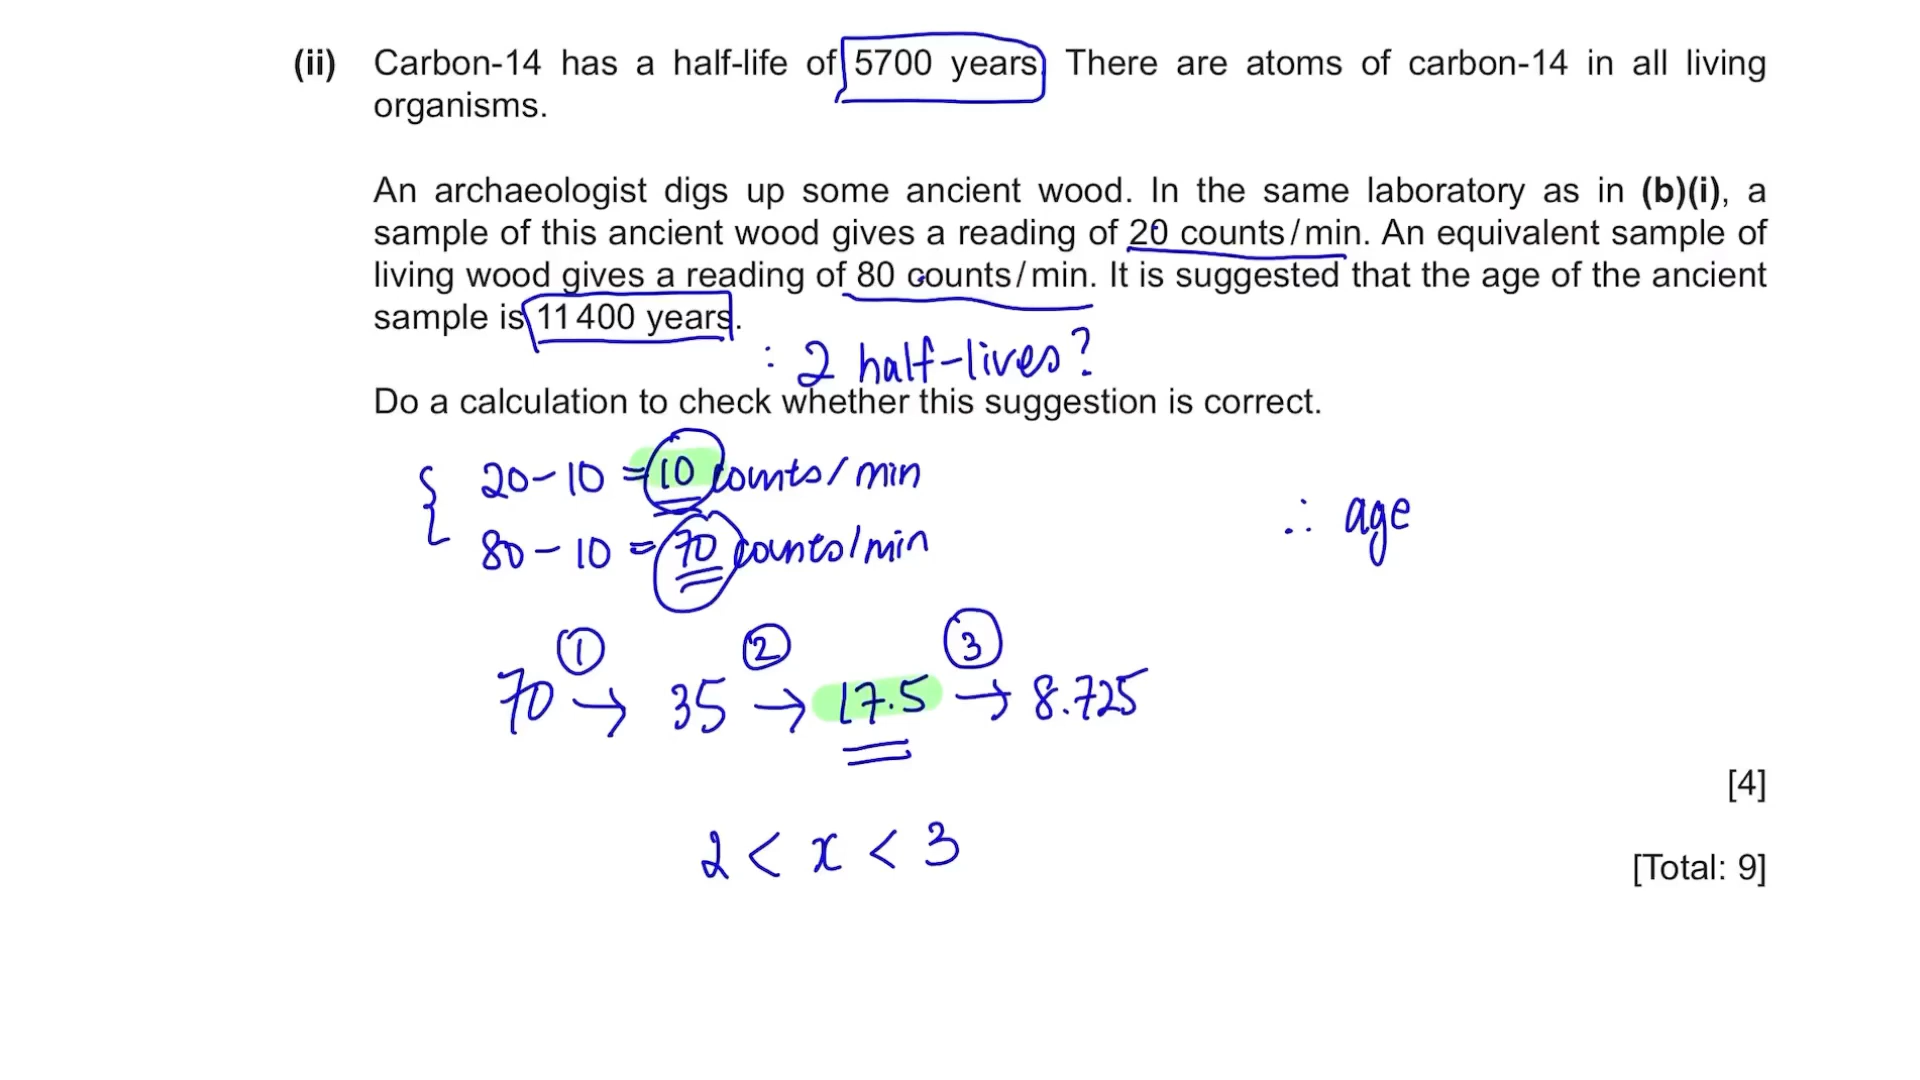 (ii) Carbon-14 has a half-life of 5700 years. There are atoms of carbon-14 in all living
organisms.
An archaeologist digs up some ancient wood. In the same laboratory as in (b)(i), a
sample of this ancient wood gives a reading of 20 counts/min. An equivalent sample of
living wood gives a reading of 80 counts/min. It is suggested that the age of the ancient
sample is 11400 years.
: 2 half-lives?
Do a calculation to check whether this suggestion is correct.
{ 20 - 10 = 10 counts/min
80 - 10 = 70 counts/min
∴ age
① ② ③
70 → 35 → 17.5 → 8.725
[4]
2 < x < 3
[Total: 9]